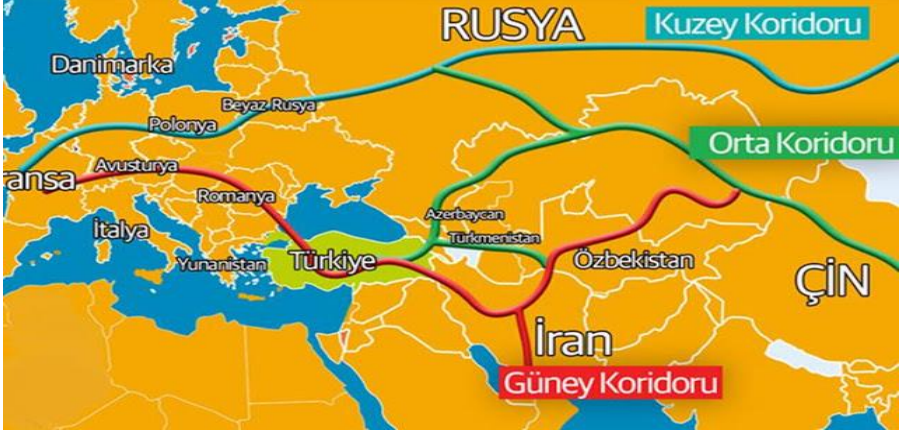 RUSYA
Kuzey Koridoru
Danimarka
Beyaz Rusya
Polonya
Orta Koridoru
Avusturya
ransa
Romanya
Azerbaycan
İtalya
Türkmenistan
Yunanistan
Türkiye
Özbekistan
ÇİN
İran
Güney Koridoru